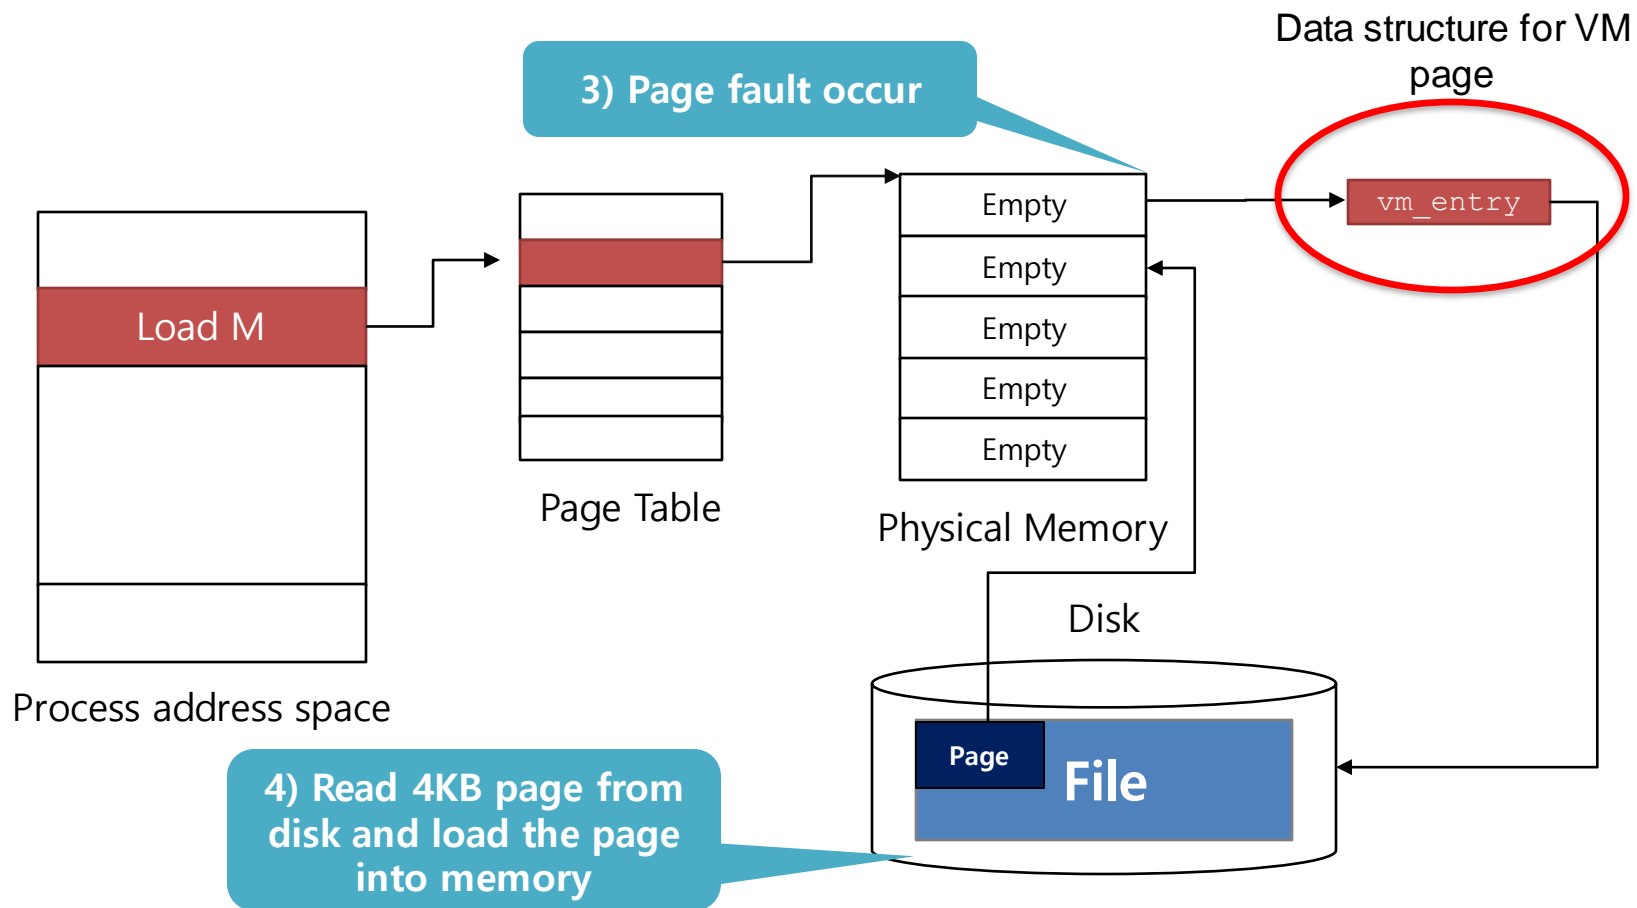 Data structure for VM
page
3) Page fault occur
Empty
vm_entry
Empty
Load M
Empty
Empty
Empty
Page Table
Physical Memory
Disk
Process address space
Page
File
4) Read 4KB page from
disk and load the page
into memory